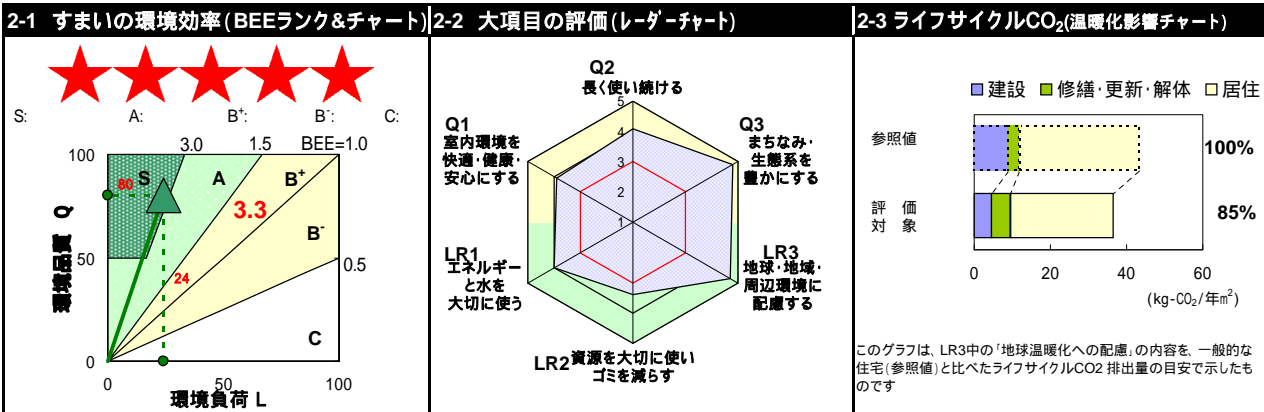 2-1 すまいの環境効率(BEEランク&チャート)
S: A: B+: B-: C:
3.0 1.5 BEE=1.0
100
S A B+
80
3.3
B-
50
0.5
24
C
0
0 50 100
環境品質 Q
環境負荷 L
2-2 大項目の評価(レーダーチャート)
Q2
長く使い続ける
5
4
3
2
1
Q1
室内環境を
快適・健康・
安心にする
Q3
まちなみ・
生態系を
豊かにする
LR1
エネルギー
と水を
大切に使う
LR3
地球・地域・
周辺環境に
配慮する
LR2 資源を大切に使い
ゴミを減らす
2-3 ライフサイクルCO2(温暖化影響チャート)
建設 修繕・更新・解体 居住
参照値 100%
評 価
対 象
85%
0 20 40 60
(kg-CO2/年㎡)
このグラフは、LR3中の「地球温暖化への配慮」の内容を、一般的な
住宅(参照値)と比べたライフサイクルCO2 排出量の目安で示したも
のです